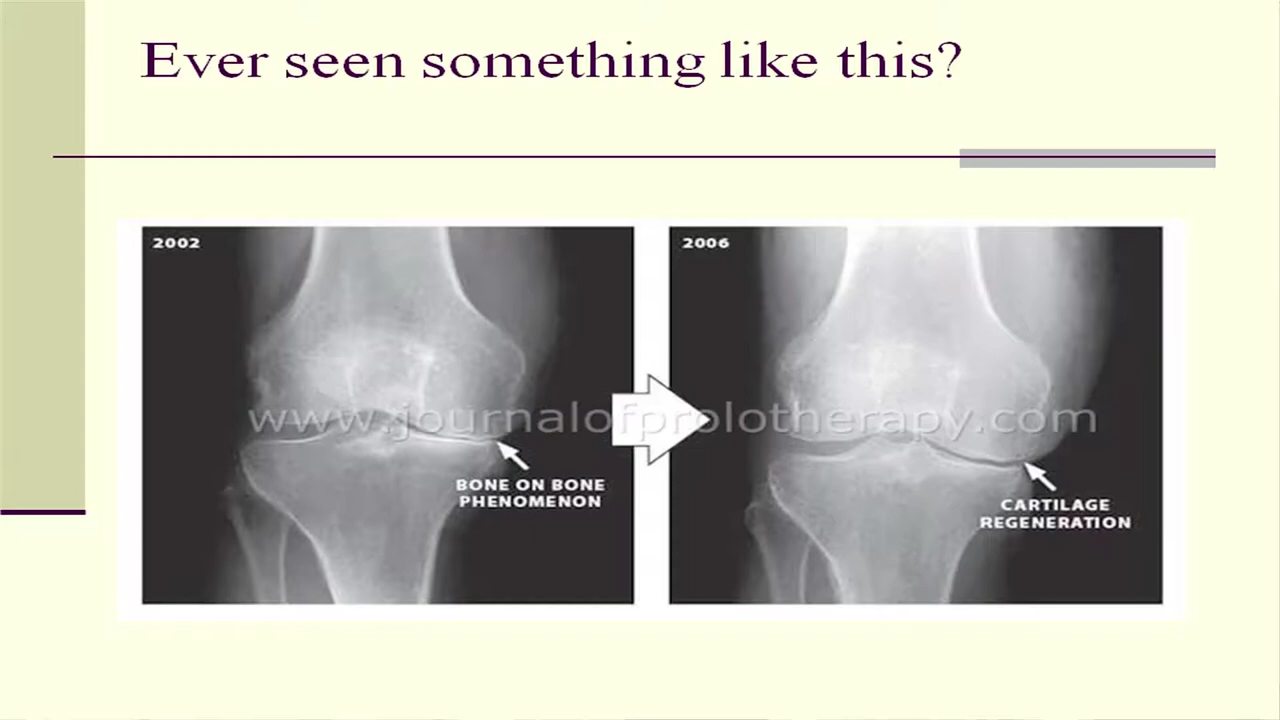 Ever seen something like this?
2002
2006
www.journalofprolotherapy.com
BONE ON BONE
PHENOMENON
CARTILAGE
REGENERATION